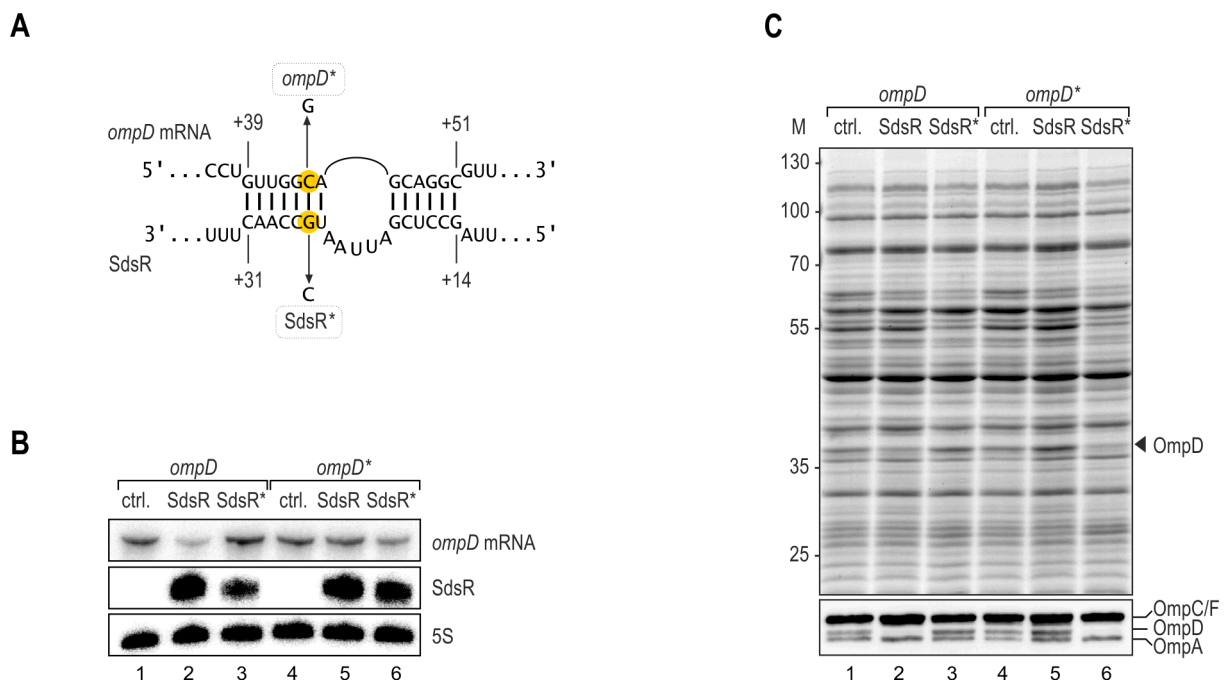 A
ompD*
G
+39
+51
ompD mRNA
5'...CCU GUUGGCA GCAGGC GUU...3'
3'...UUU CAACCGU AAUUA GCUCCG AUU...5'
SdsR
+31
+14
C
SdsR*
B
ompD ompD*
ctrl. SdsR SdsR* ctrl. SdsR SdsR*
ompD mRNA
SdsR
5S
1 2 3 4 5 6
C
ompD ompD*
M ctrl. SdsR SdsR* ctrl. SdsR SdsR*
130
100
70
55
OmpD
35
25
OmpC/F
OmpD
OmpA
1 2 3 4 5 6